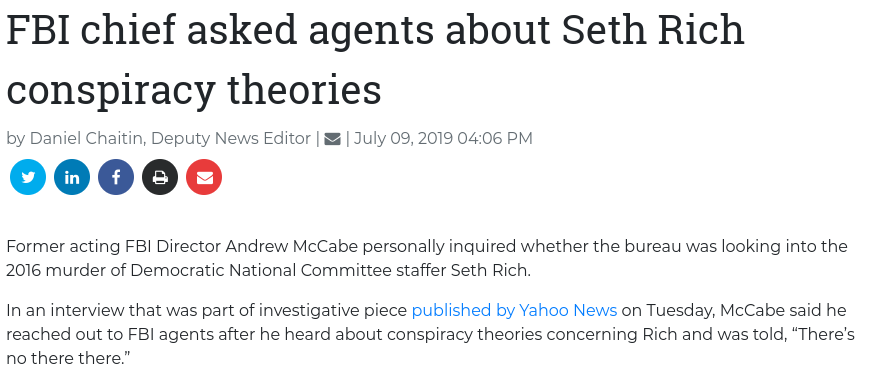 FBI chief asked agents about Seth Rich
conspiracy theories
by Daniel Chaitin, Deputy News Editor | | July 09, 2019 04:06 PM
in f
Former acting FBI Director Andrew McCabe personally inquired whether the bureau was looking into the
2016 murder of Democratic National Committee staffer Seth Rich.
In an interview that was part of investigative piece published by Yahoo News on Tuesday, McCabe said he
reached out to FBI agents after he heard about conspiracy theories concerning Rich and was told, “There’s
no there there.”